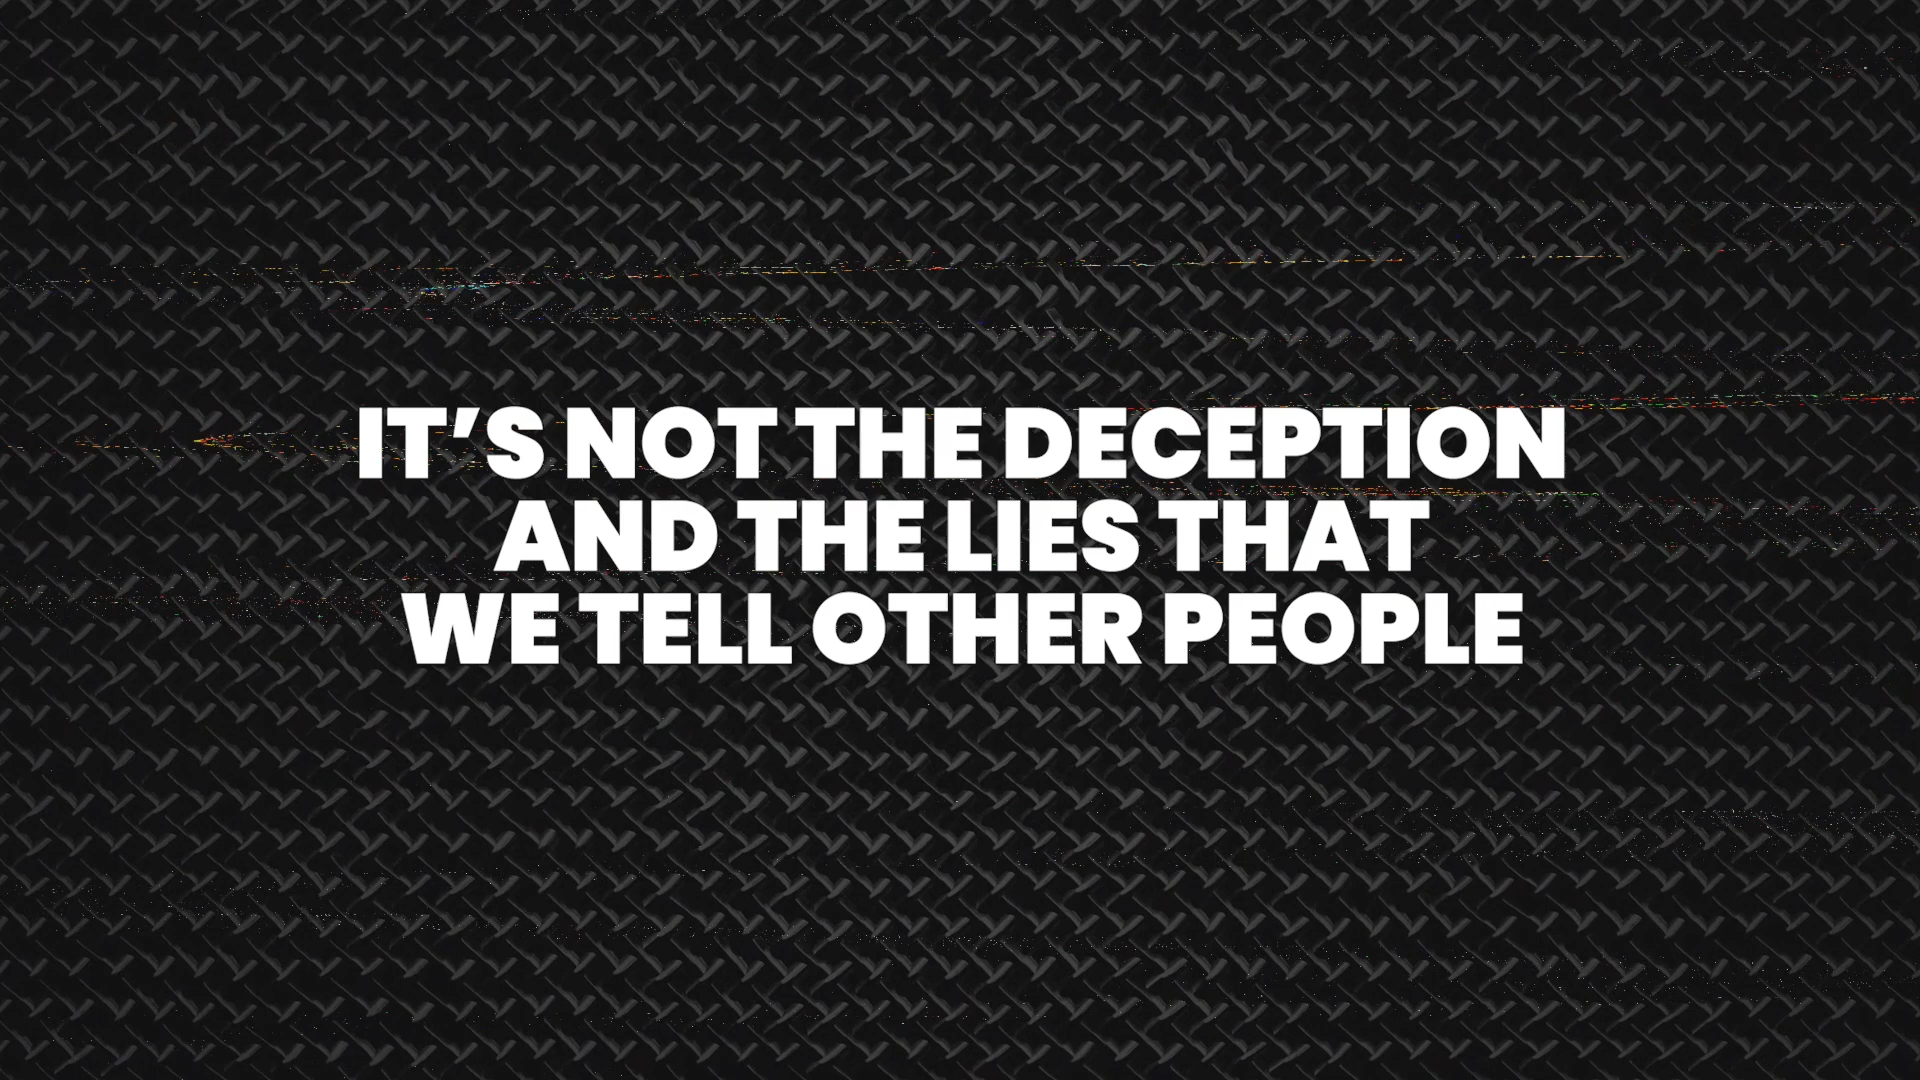 IT’S NOT THE DECEPTION
AND THE LIES THAT
WE TELL OTHER PEOPLE